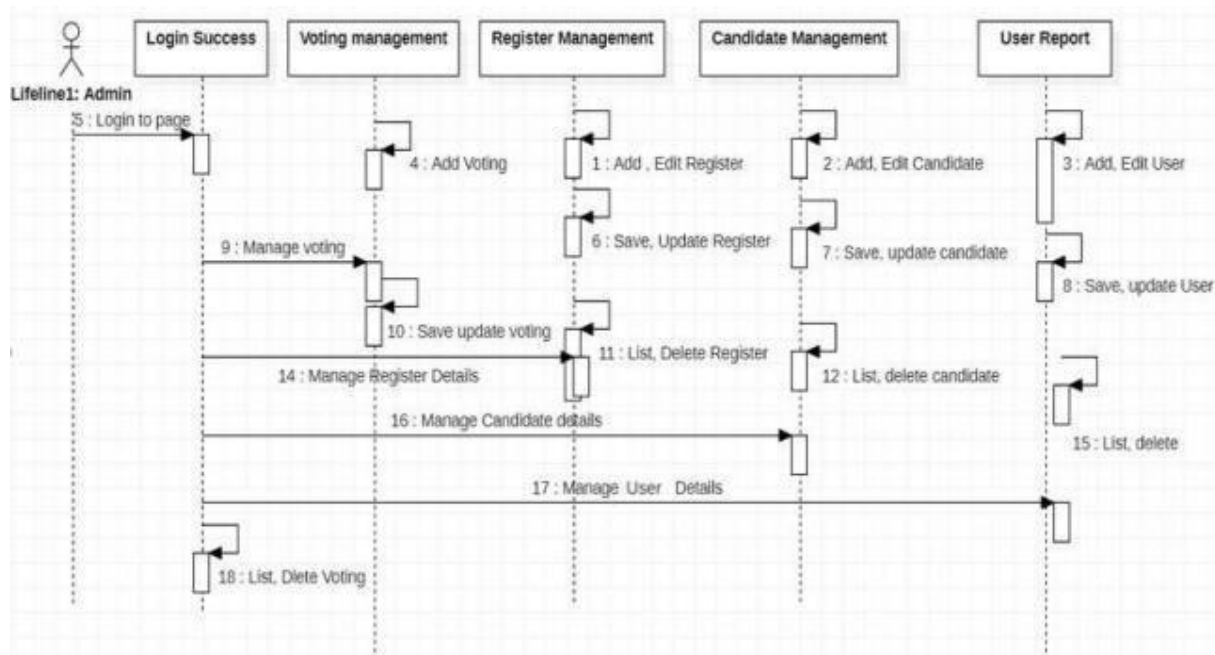 Login Success
Voting management
Register Management
Candidate Management
User Report
Lifeline1: Admin
5 : Login to page
4 : Add Voting
1 : Add , Edit Register
2 : Add, Edit Candidate
3 : Add, Edit User
6 : Save, Update Register
9 : Manage voting
7 : Save, update candidate
8 : Save, update User
10 : Save update voting
11 : List, Delete Register
14 : Manage Register Details
12 : List, delete candidate
16 : Manage Candidate details
15 : List, delete
17 : Manage User Details
18 : List, Dlete Voting